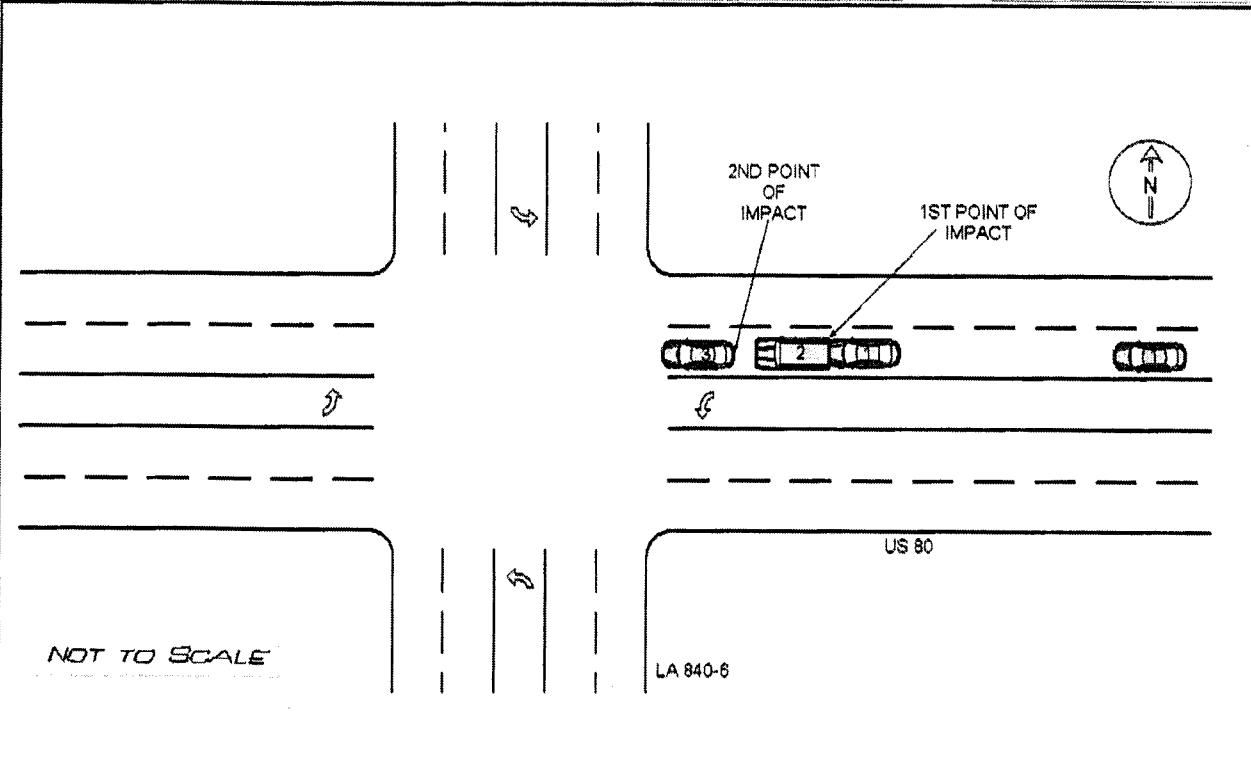 2ND POINT
OF
IMPACT
1ST POINT OF
IMPACT
N
3
2
1
1
US 80
NOT TO SCALE
LA 840-6